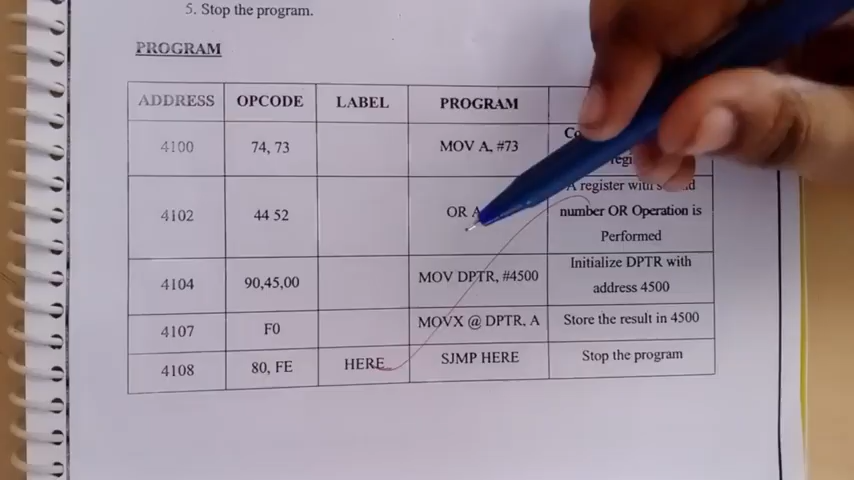 5. Stop the program.
PROGRAM
ADDRESS OPCODE LABEL PROGRAM
4100 74, 73 MOV A, #73
4102 44 52 OR A register with
number OR Operation is
Performed
4104 90,45,00 MOV DPTR, #4500 Initialize DPTR with
address 4500
4107 F0 MOVX @ DPTR, A Store the result in 4500
4108 80, FE HERE SJMP HERE Stop the program